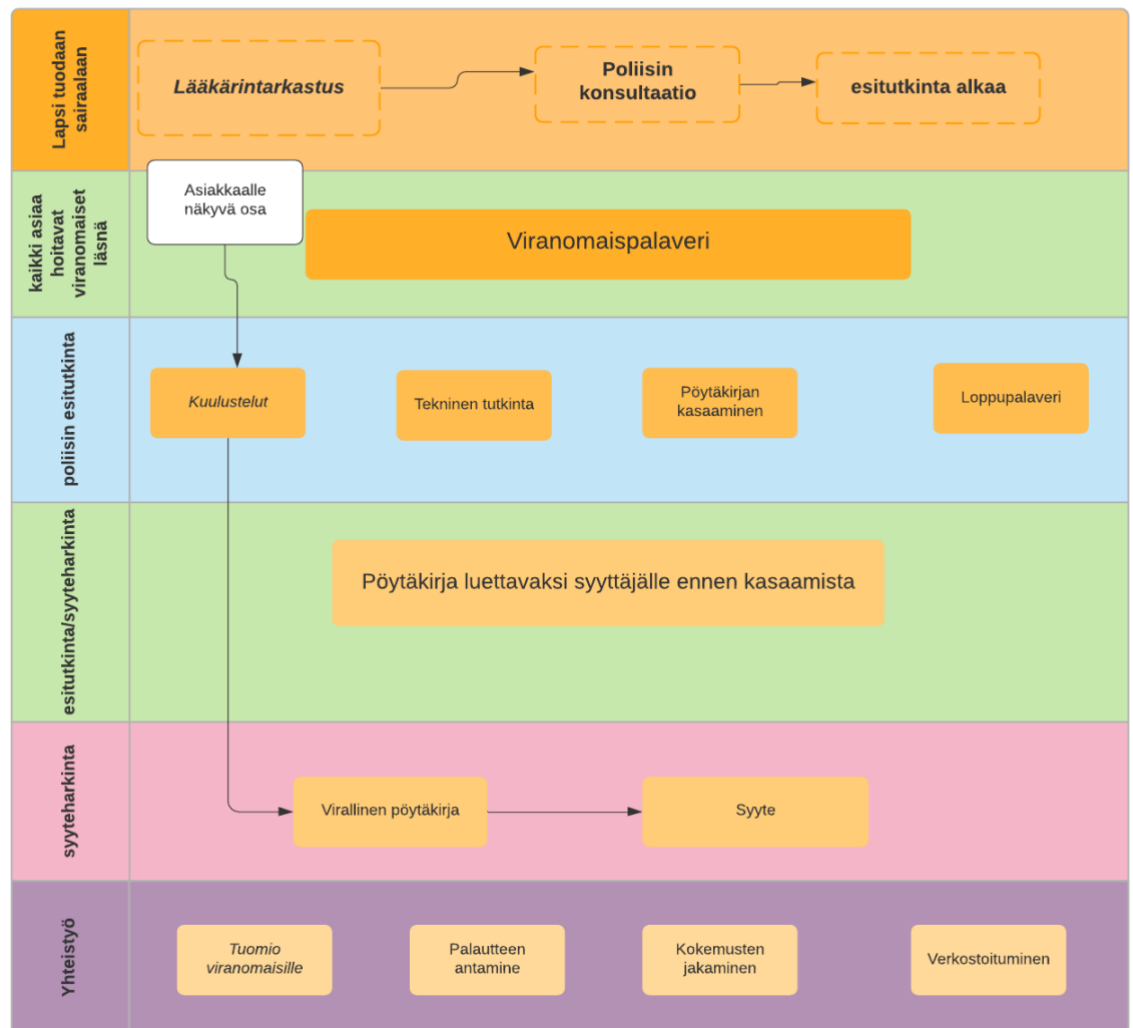 Lapsi tuodaan
sairaalaan
Lääkärintarkastus
Poliisin
konsultaatio
esitutkinta alkaa
kaikki asiaa
hoitavat
viranomaiset
läsnä
Asiakkaalle
näkyvä osa
Viranomaispalaveri
poliisin esitutkinta
Kuulustelut
Tekninen tutkinta
Pöytäkirjan
kasaaminen
Loppupalaveri
esitutkinta/syyteharkinta
Pöytäkirja luettavaksi syyttäjälle ennen kasaamista
syyteharkinta
Virallinen pöytäkirja
Syyte
Yhteistyö
Tuomio
viranomaisille
Palautteen
antamine
Kokemusten
jakaminen
Verkostoituminen